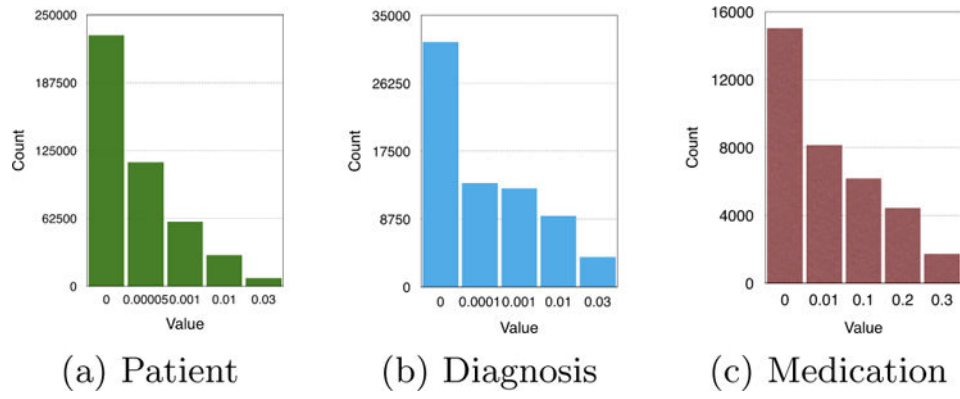 250000
187500
125000
62500
0
Count
0 0.000050.001 0.01 0.03
Value
(a) Patient
35000
26250
17500
8750
0
Count
0 0.0001 0.001 0.01 0.03
Value
(b) Diagnosis
16000
12000
8000
4000
0
Count
0 0.01 0.1 0.2 0.3
Value
(c) Medication